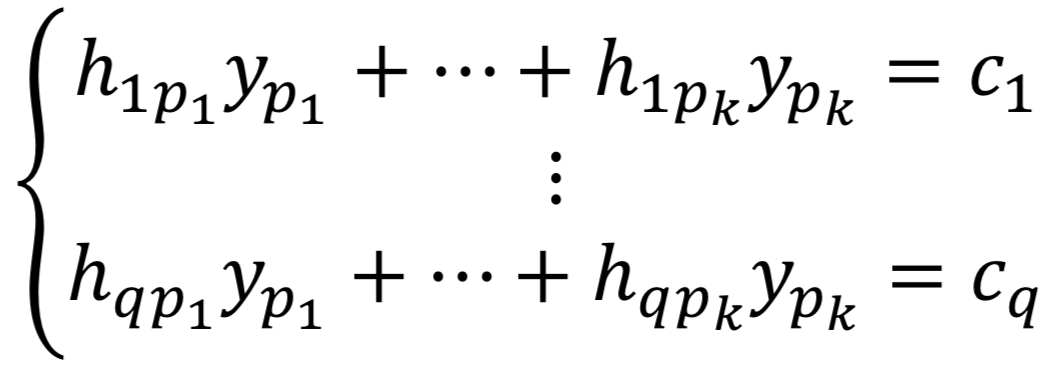 h_{1p_1} y_{p_1} + ⋯ + h_{1p_k} y_{p_k} = c_1
⋮
h_{qp_1} y_{p_1} + ⋯ + h_{qp_k} y_{p_k} = c_q